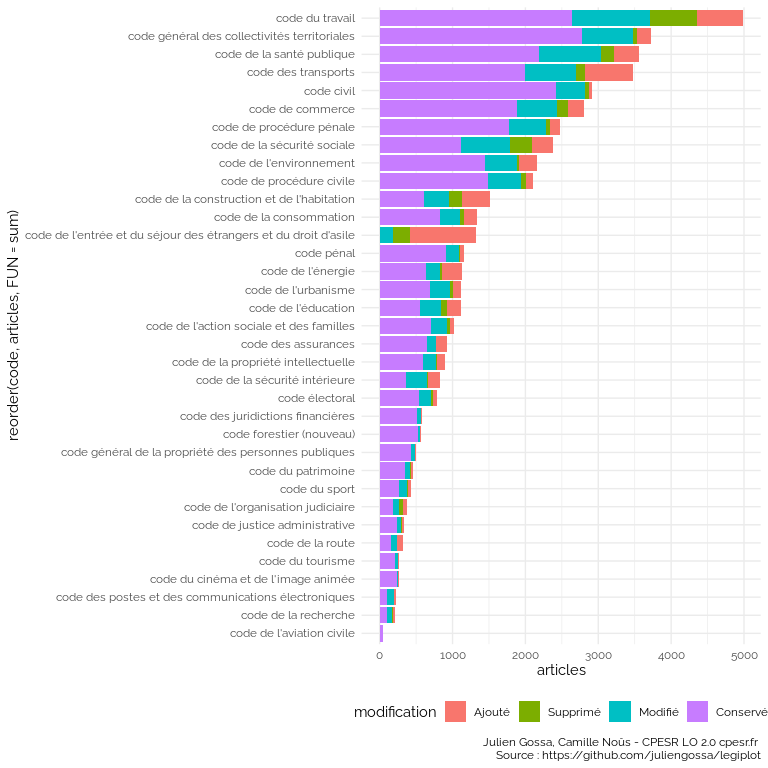 reorder(code, articles, FUN = sum)
code du travail
code général des collectivités territoriales
code de la santé publique
code des transports
code civil
code de commerce
code de procédure pénale
code de la sécurité sociale
code de l'environnement
code de procédure civile
code de la construction et de l'habitation
code de la consommation
code de l'entrée et du séjour des étrangers et du droit d'asile
code pénal
code de l'énergie
code de l'urbanisme
code de l'éducation
code de l'action sociale et des familles
code des assurances
code de la propriété intellectuelle
code de la sécurité intérieure
code électoral
code des juridictions financières
code forestier (nouveau)
code général de la propriété des personnes publiques
code du patrimoine
code du sport
code de l'organisation judiciaire
code de justice administrative
code de la route
code du tourisme
code du cinéma et de l'image animée
code des postes et des communications électroniques
code de la recherche
code de l'aviation civile
0 1000 2000 3000 4000 5000
articles
modification Ajouté Supprimé Modifié Conservé
Julien Gossa, Camille Noûs - CPESR LO 2.0 cpesr.fr
Source : https://github.com/juliengossa/legiplot